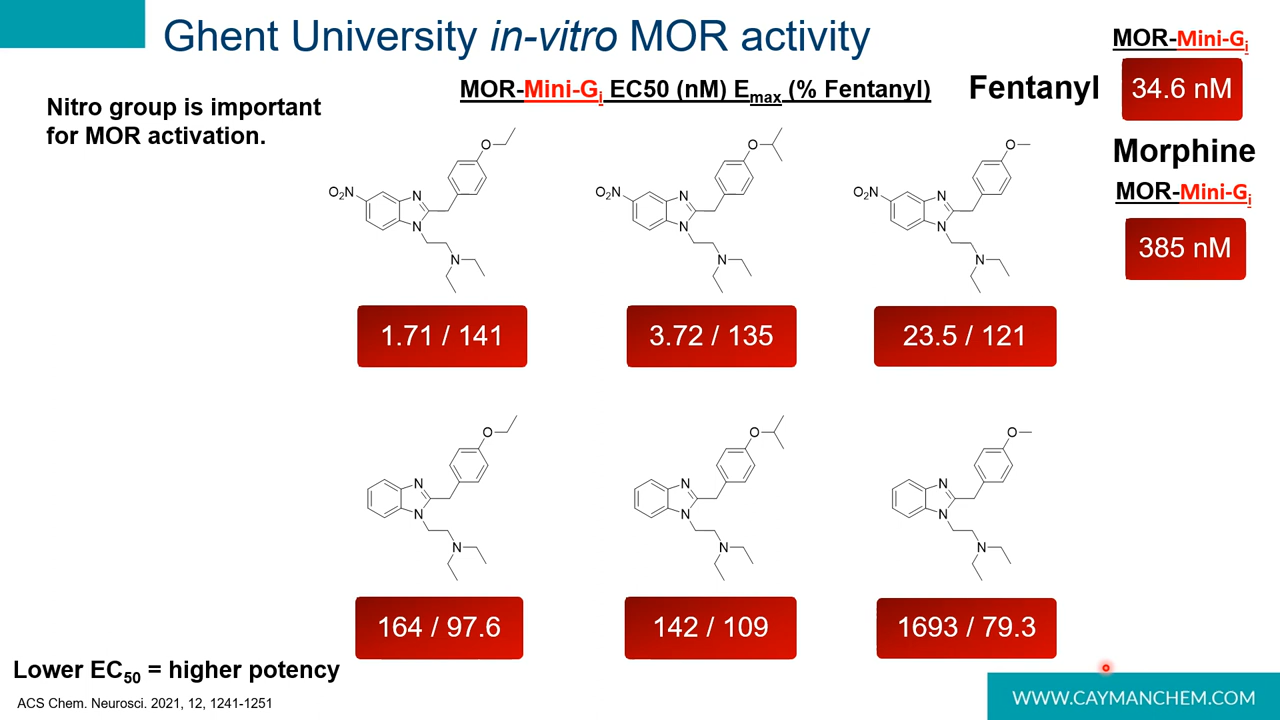 Ghent University in-vitro MOR activity
MOR-Mini-Gi
MOR-Mini-Gi EC50 (nM) Emax (% Fentanyl)
Fentanyl
34.6 nM
Nitro group is important
for MOR activation.
Morphine
MOR-Mini-Gi
385 nM
O
O
O
O2N
N
N
N
O2N
N
N
N
O2N
N
N
N
1.71 / 141
3.72 / 135
23.5 / 121
O
O
O
N
N
N
N
N
N
N
N
N
164 / 97.6
142 / 109
1693 / 79.3
Lower EC50 = higher potency
ACS Chem. Neurosci. 2021, 12, 1241-1251
WWW.CAYMANCHEM.COM